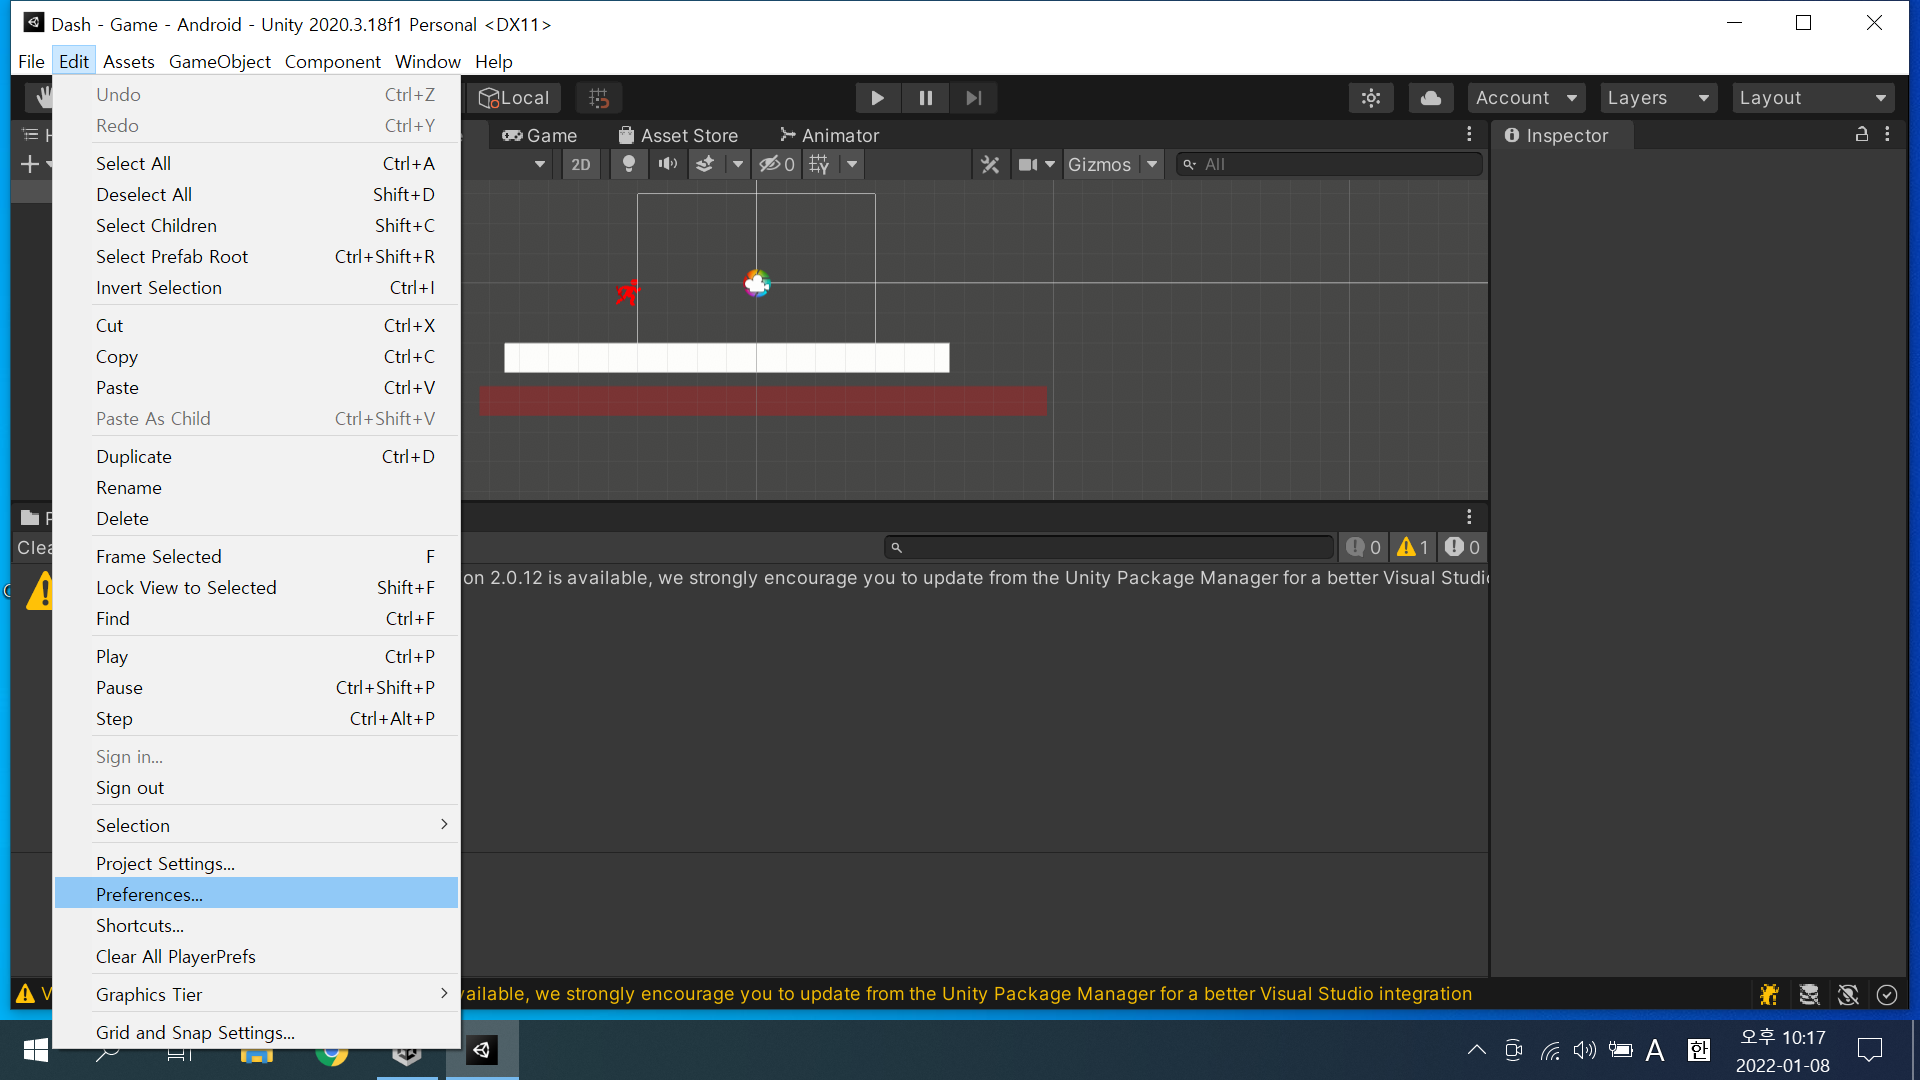 Dash - Game - Android - Unity 2020.3.18f1 Personal <DX11>
File Edit Assets GameObject Component Window Help
Undo Ctrl+Z
Redo Ctrl+Y
Select All Ctrl+A
Deselect All Shift+D
Select Children Shift+C
Select Prefab Root Ctrl+Shift+R
Invert Selection Ctrl+I
Cut Ctrl+X
Copy Ctrl+C
Paste Ctrl+V
Paste As Child Ctrl+Shift+V
Duplicate Ctrl+D
Rename
Delete
Frame Selected F
Lock View to Selected Shift+F
Find Ctrl+F
Play Ctrl+P
Pause Ctrl+Shift+P
Step Ctrl+Alt+P
Sign in...
Sign out
Selection
Project Settings...
Preferences...
Shortcuts...
Clear All PlayerPrefs
Graphics Tier
Grid and Snap Settings...
Local
Account Layers Layout
Game Asset Store Animator
Inspector
2D 0 Gizmos All
Clea
0 1 0
on 2.0.12 is available, we strongly encourage you to update from the Unity Package Manager for a better Visual Studi
vailable, we strongly encourage you to update from the Unity Package Manager for a better Visual Studio integration
A 한
오후 10:17
2022-01-08